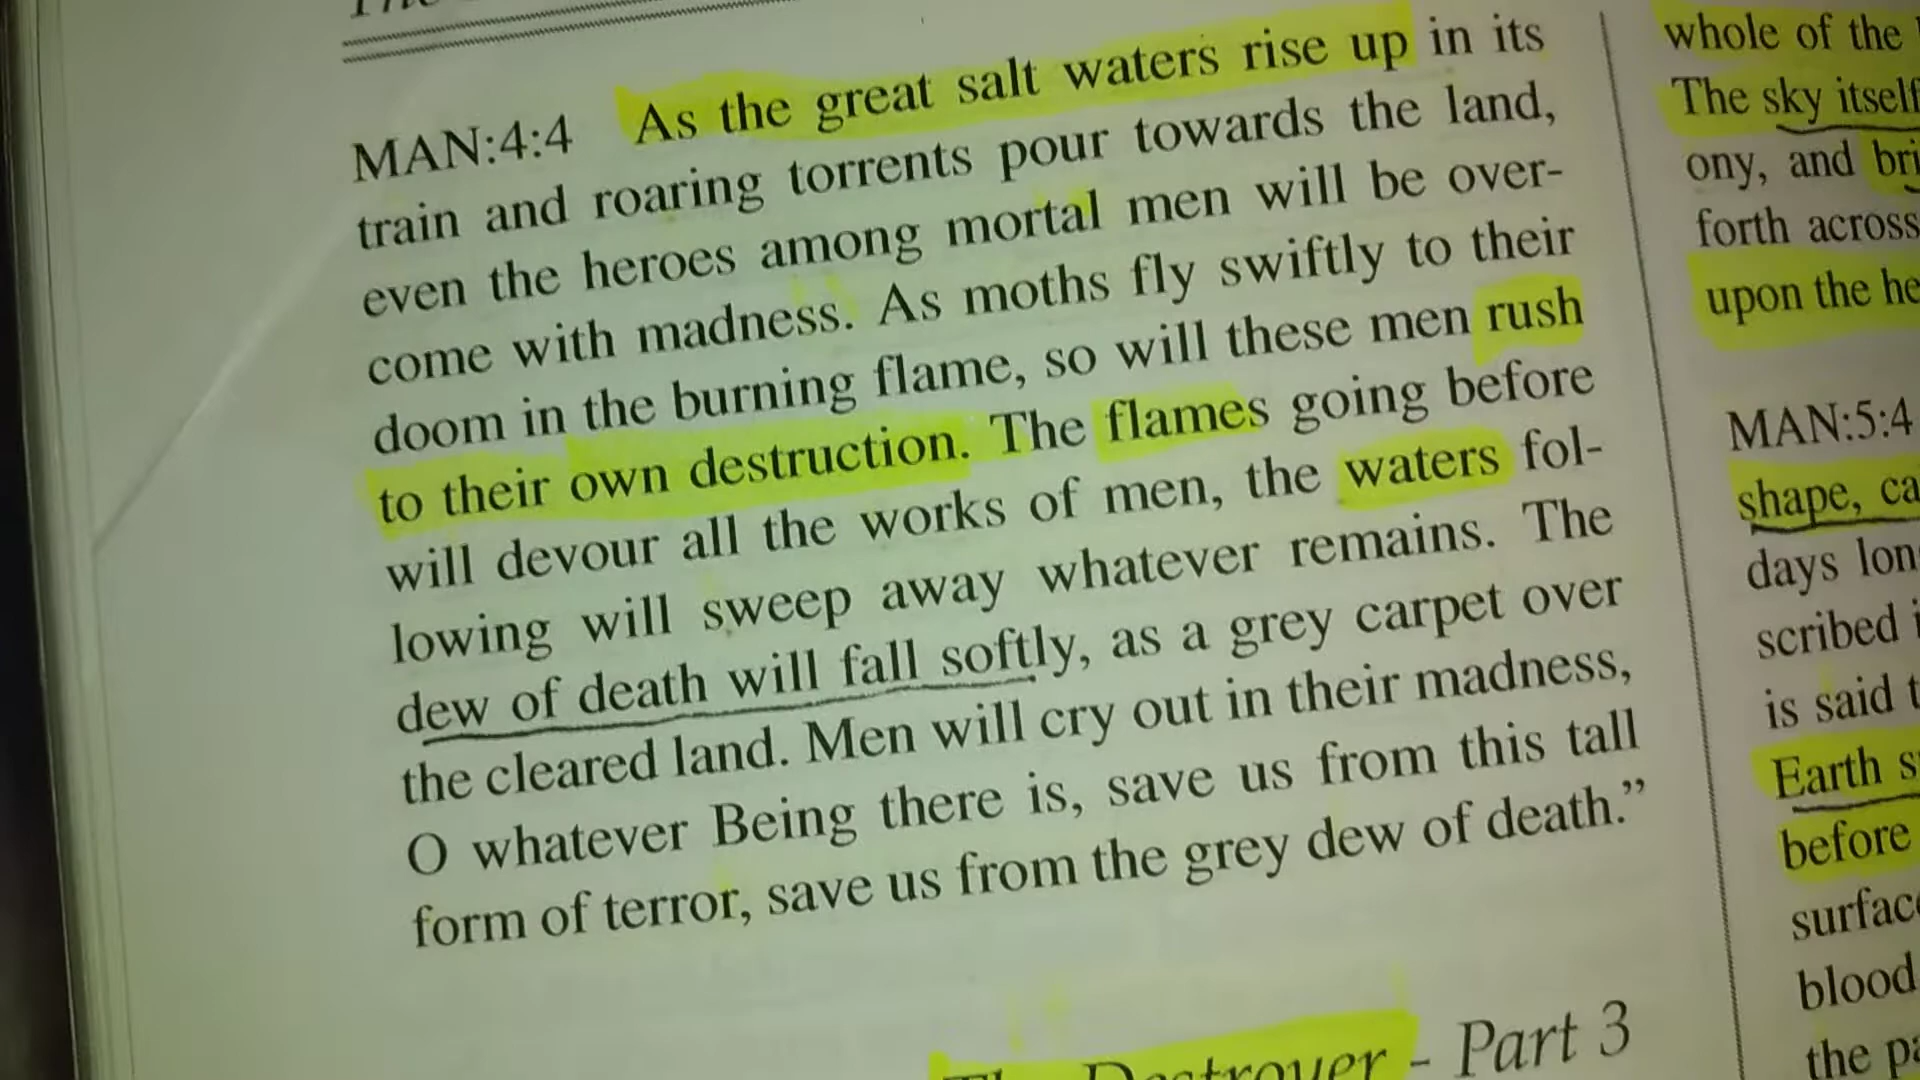 MAN:4:4 As the great salt waters rise up in its
train and roaring torrents pour towards the land,
even the heroes among mortal men will be over-
come with madness. As moths fly swiftly to their
doom in the burning flame, so will these men rush
to their own destruction. The flames going before
will devour all the works of men, the waters fol-
lowing will sweep away whatever remains. The
dew of death will fall softly, as a grey carpet over
the cleared land. Men will cry out in their madness,
O whatever Being there is, save us from this tall
form of terror, save us from the grey dew of death.”
Destroyer - Part 3
whole of the
The sky itself
ony, and
forth across
upon the
MAN:5:4
shape,
days
scribed
is said
Earth
before
blood
the